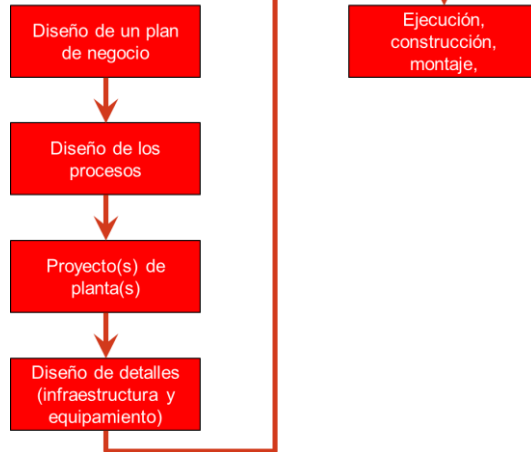 Diseño de un plan
de negocio
Diseño de los
procesos
Proyecto(s) de
planta(s)
Diseño de detalles
(infraestructura y
equipamiento)
Ejecución,
construcción,
montaje,